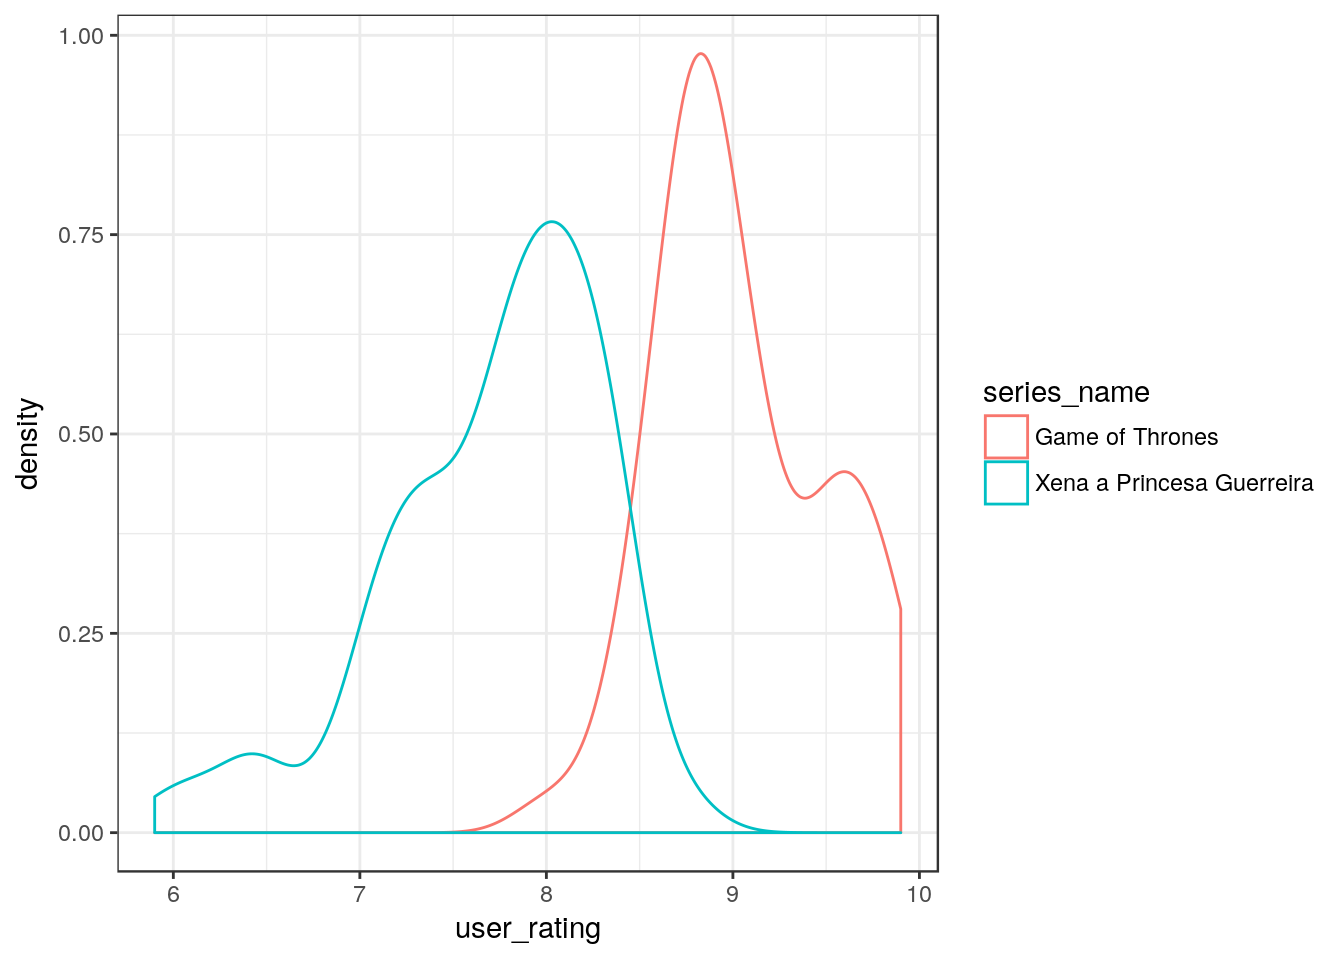 1.00
0.75
0.50
0.25
0.00
density
6 7 8 9 10
user_rating
series_name
Game of Thrones
Xena a Princesa Guerreira